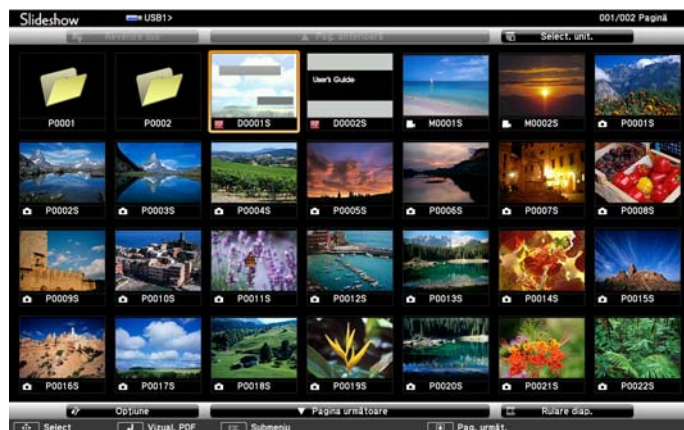 Slideshow USB1> 001/002 Pagină
Revenire sus ▲ Pag. anterioară Select. unit.
User's Guide
P0001 P0002 D0001S D0002S M0001S M0002S P0001S
P0002S P0003S P0004S P0005S P0006S P0007S P0008S
P0009S P0010S P0011S P0012S P0013S P0014S P0015S
P0016S P0017S P0018S P0019S P0020S P0021S P0022S
Opţiune ▼ Pagina următoare Rulare diap.
Select Vizual. PDF ESC Submeniu Pag. următ.